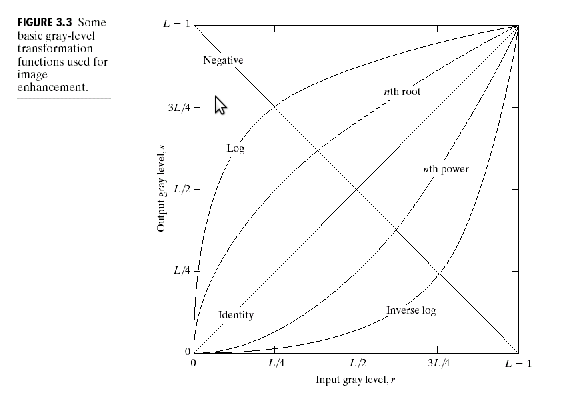 FIGURE 3.3 Some
basic gray-level
transformation
functions used for
image
enhancement.
L − 1
Negative
nth root
3L/4
Log
nth power
L/2
Output gray level, s
L/4
Identity
Inverse log
0
0 L/4 L/2 3L/4 L − 1
Input gray level, r